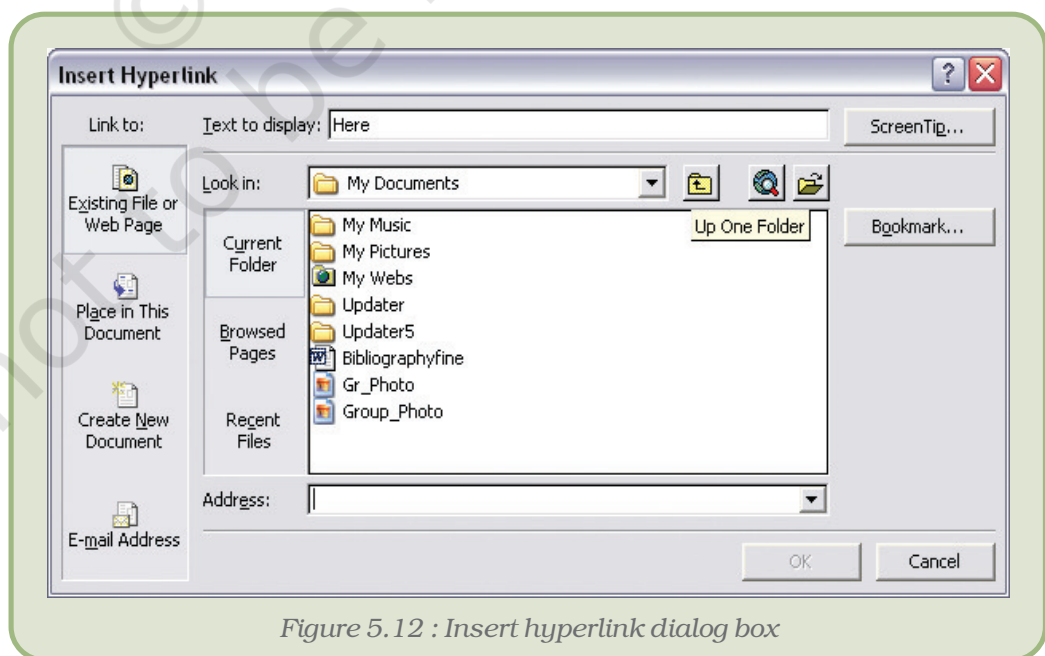 © not to be
Insert Hyperlink
Link to:
Text to display: Here
ScreenTip...
Existing File or
Web Page
Place in This
Document
Create New
Document
E-mail Address
Look in: My Documents
Up One Folder
Bookmark...
Current
Folder
Browsed
Pages
Recent
Files
My Music
My Pictures
My Webs
Updater
Updater5
Bibliographyfine
Gr_Photo
Group_Photo
Address:
OK
Cancel
Figure 5.12 : Insert hyperlink dialog box